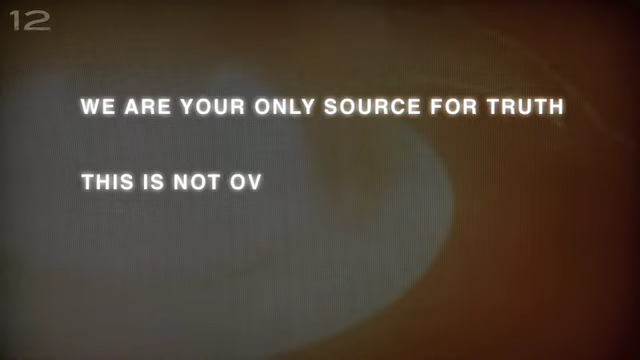 12
WE ARE YOUR ONLY SOURCE FOR TRUTH
THIS IS NOT OV